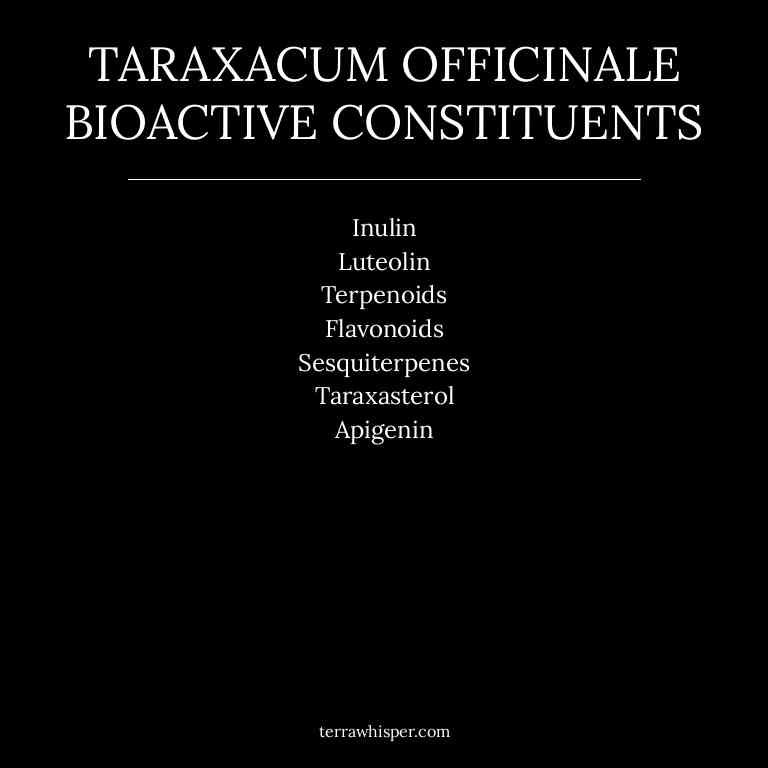 TARAXACUM OFFICINALE
BIOACTIVE CONSTITUENTS
Inulin
Luteolin
Terpenoids
Flavonoids
Sesquiterpenes
Taraxasterol
Apigenin
terrawhisper.com